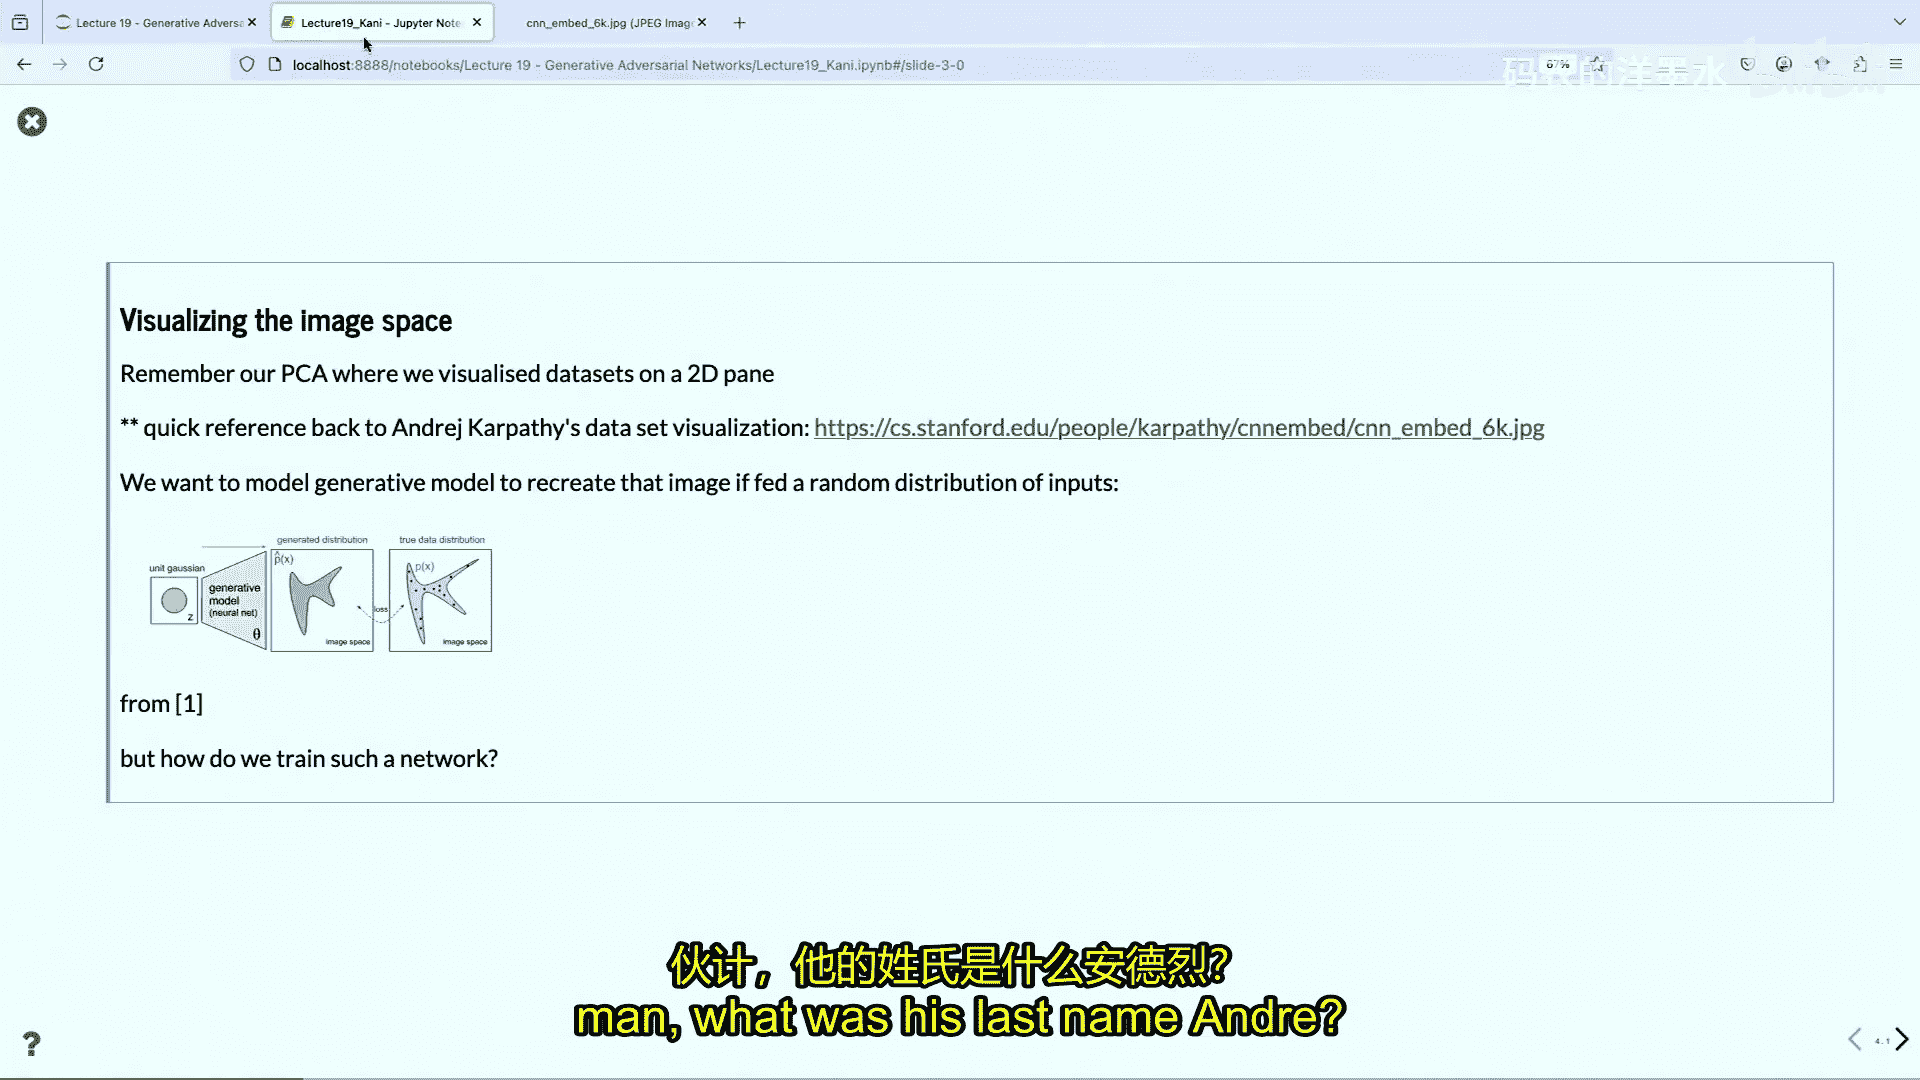 Lecture 19 - Generative Adversa
Lecture19_Kani - Jupyter Note
cnn_embed_6k.jpg (JPEG Imag
localhost:8888/notebooks/Lecture 19 - Generative Adversarial Networks/Lecture19_Kani.ipynb#/slide-3-0
67%
Visualizing the image space
Remember our PCA where we visualised datasets on a 2D pane
** quick reference back to Andrej Karpathy's data set visualization: https://cs.stanford.edu/people/karpathy/cnnembed/cnn_embed_6k.jpg
We want to model generative model to recreate that image if fed a random distribution of inputs:
generated distribution
true data distribution
unit gaussian
z
generative
model
(neural net)
θ
p̂(x)
image space
loss
p(x)
image space
from [1]
but how do we train such a network?
伙计，他的姓氏是什么安德烈？
man, what was his last name Andre?
?
4.1